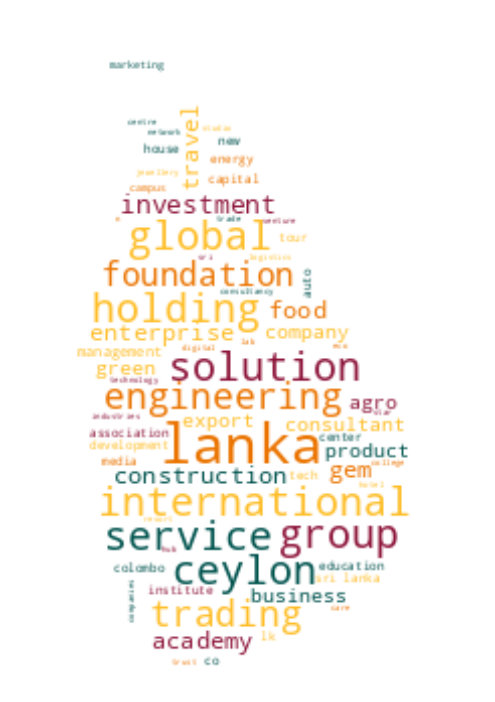 marketing
centre
network
studio
travel
house
new
energy
jewellery
capital
campus
investment
trade
venture
global
tour
sri
logistics
foundation
consultancy
auto
holding
food
enterprise
company
lab
management
digital
eco
green
solution
technology
engineering
agro
industries
star
export
consultant
association
lanka
center
development
product
media
gem
college
construction
tech
hotel
international
resort
service
group
hub
colombo
ceylon
education
sri lanka
companies
institute
business
trading
care
academy
lk
trust
co